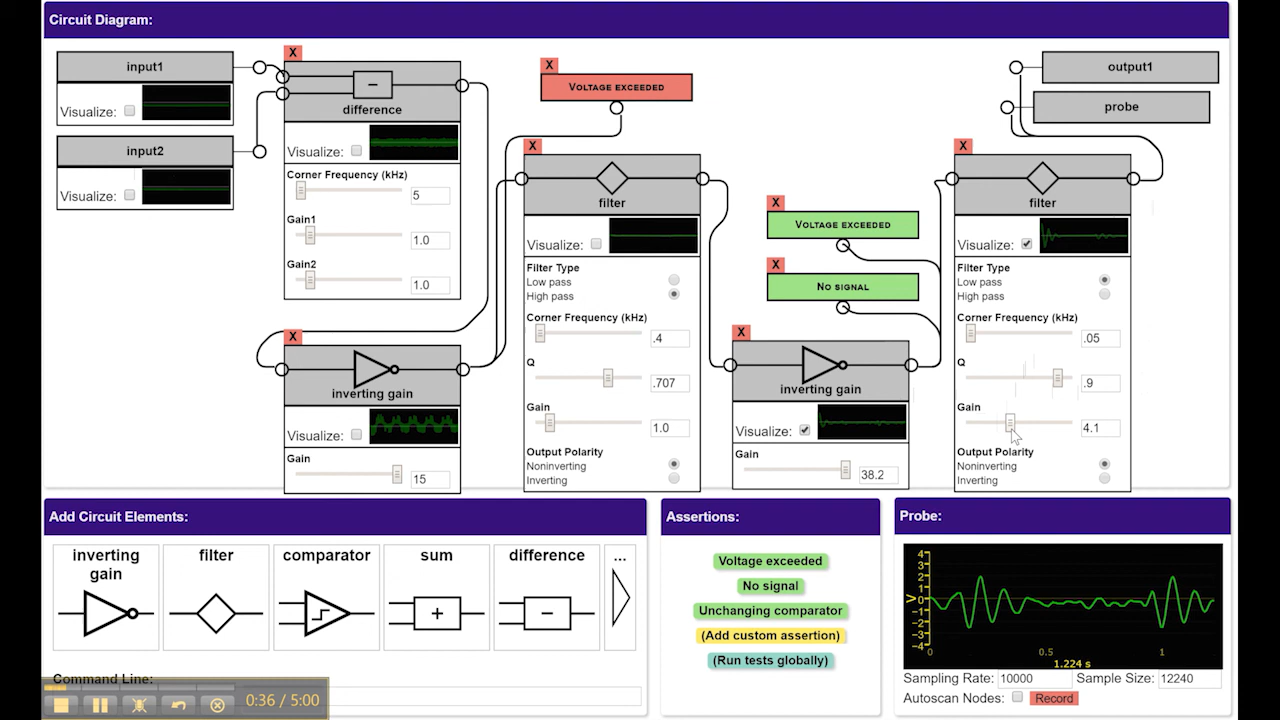 Circuit Diagram:
input1
Visualize:
input2
Visualize:
X
difference
Visualize:
Corner Frequency (kHz)
5
Gain1
1.0
Gain2
1.0
X
inverting gain
Visualize:
Gain
15
X
VOLTAGE EXCEEDED
X
filter
Visualize:
Filter Type
Low pass
High pass
Corner Frequency (kHz)
.4
Q
.707
Gain
1.0
Output Polarity
Noninverting
Inverting
X
VOLTAGE EXCEEDED
X
NO SIGNAL
X
inverting gain
Visualize:
Gain
38.2
output1
probe
X
filter
Visualize:
Filter Type
Low pass
High pass
Corner Frequency (kHz)
.05
Q
.9
Gain
4.1
Output Polarity
Noninverting
Inverting
Add Circuit Elements:
inverting
gain
filter
comparator
sum
difference
...
Command Line:
0:36 / 5:00
Assertions:
Voltage exceeded
No signal
Unchanging comparator
(Add custom assertion)
(Run tests globally)
Probe:
4
3
2
1
0
-1
-2
-3
-4
V
0 0.5 1
1.224 s
Sampling Rate: 10000 Sample Size: 12240
Autoscan Nodes: Record